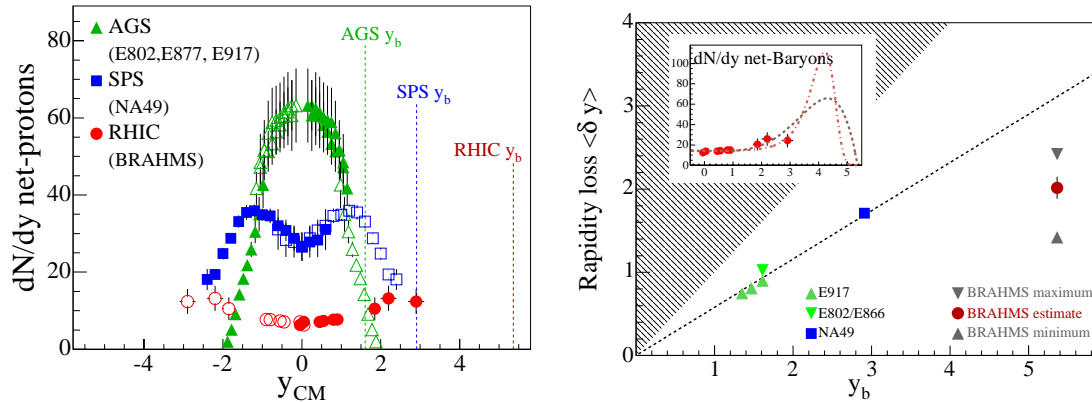 80
60
40
20
0
dN/dy net-protons
AGS
(E802,E877, E917)
SPS
(NA49)
RHIC
(BRAHMS)
AGS y_b
SPS y_b
RHIC y_b
-4 -2 0 2 4
y_CM
4
3
2
1
0
Rapidity loss <δ y>
dN/dy net-Baryons
100
80
60
40
20
0
0 1 2 3 4 5
E917
E802/E866
NA49
BRAHMS maximum
BRAHMS estimate
BRAHMS minimum
1 2 3 4 5
y_b